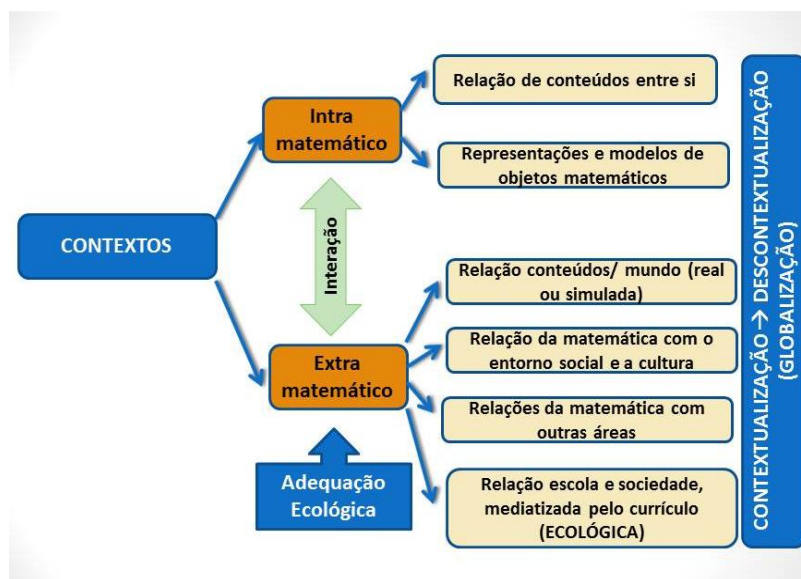 CONTEXTOS
Intra
matemático
Interação
Extra
matemático
Adequação
Ecológica
Relação de conteúdos entre si
Representações e modelos de
objetos matemáticos
Relação conteúdos/ mundo (real
ou simulada)
Relação da matemática com o
entorno social e a cultura
Relações da matemática com
outras áreas
Relação escola e sociedade,
mediatizada pelo currículo
(ECOLÓGICA)
CONTEXTUALIZAÇÃO → DESCONTEXTUALIZAÇÃO
(GLOBALIZAÇÃO)